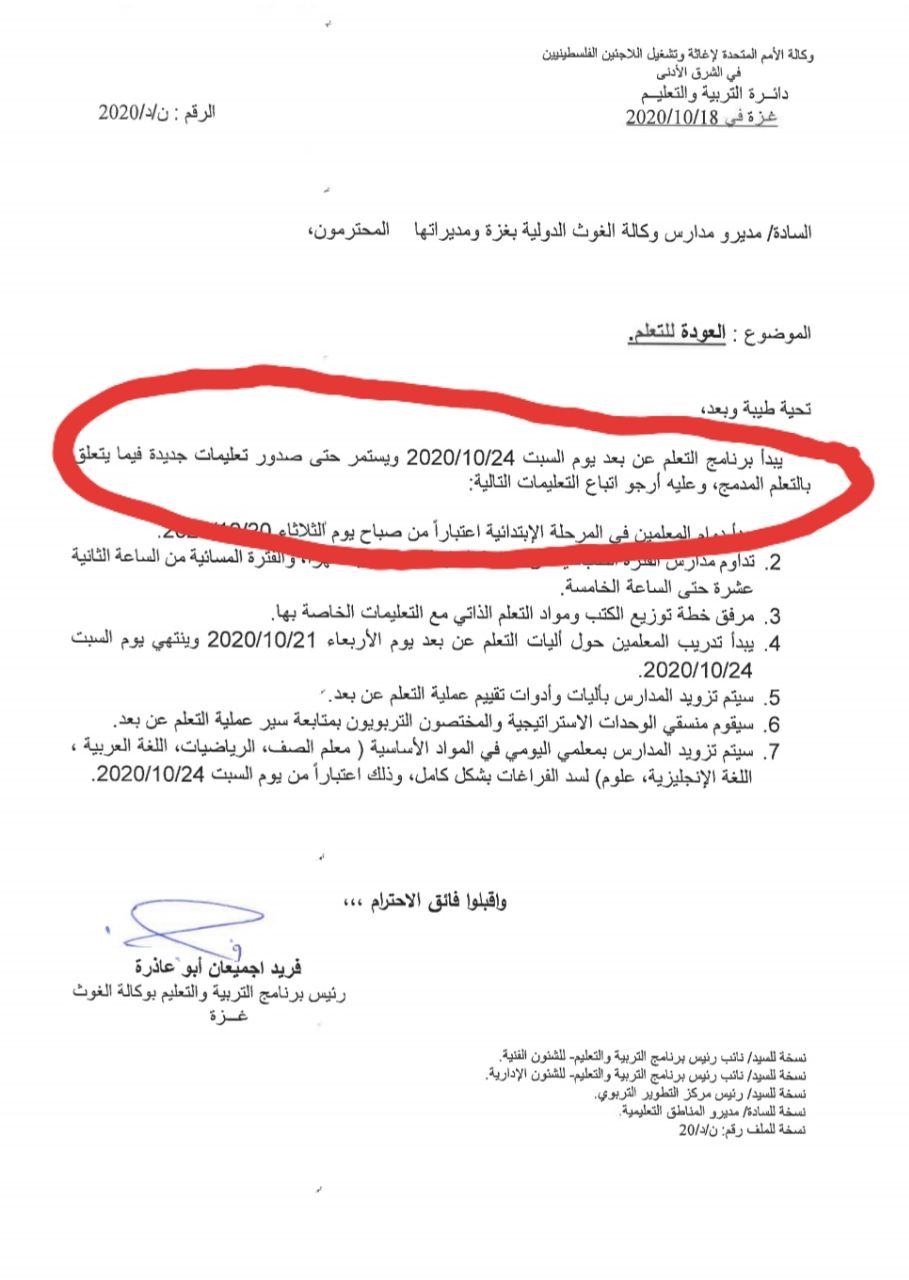 وكالة الأمم المتحدة لإغاثة وتشغيل اللاجئين الفلسطينيين
في الشرق الأدنى
دائرة التربية والتعليم
غزة في 2020/10/18
الرقم : ن/د/2020
السادة/ مديرو مدارس وكالة الغوث الدولية بغزة ومديراتها المحترمون،
الموضوع : العودة للتعلم.
تحية طيبة وبعد،
يبدأ برنامج التعلم عن بعد يوم السبت 2020/10/24 ويستمر حتى صدور تعليمات جديدة فيما يتعلق
بالتعلم المدمج، وعليه أرجو اتباع التعليمات التالية:
دوام المعلمين في المرحلة الإبتدائية اعتباراً من صباح يوم الثلاثاء
2. تداوم مدارس الفترة والفترة المسائية من الساعة الثانية
عشرة حتى الساعة الخامسة.
3. مرفق خطة توزيع الكتب ومواد التعلم الذاتي مع التعليمات الخاصة بها.
4. يبدأ تدريب المعلمين حول أليات التعلم عن بعد يوم الأربعاء 2020/10/21 وينتهي يوم السبت
2020/10/24.
5. سيتم تزويد المدارس بأليات وأدوات تقييم عملية التعلم عن بعد.
6. سيقوم منسقي الوحدات الاستراتيجية والمختصون التربويون بمتابعة سير عملية التعلم عن بعد.
7. سيتم تزويد المدارس بمعلمي اليومي في المواد الأساسية ( معلم الصف، الرياضيات، اللغة العربية ،
اللغة الإنجليزية، علوم) لسد الفراغات بشكل كامل، وذلك اعتباراً من يوم السبت 2020/10/24.
واقبلوا فائق الاحترام ،،،
فريد اجميعان أبو عاذرة
رئيس برنامج التربية والتعليم بوكالة الغوث
غــزة
نسخة للسيد/ نائب رئيس برنامج التربية والتعليم- للشئون الفنية.
نسخة للسيد/ نائب رئيس برنامج التربية والتعليم- للشئون الإدارية.
نسخة للسيد/ رئيس مركز التطوير التربوي.
نسخة للسادة/ مديرو المناطق التعليمية.
نسخة للملف رقم: ن/د/20